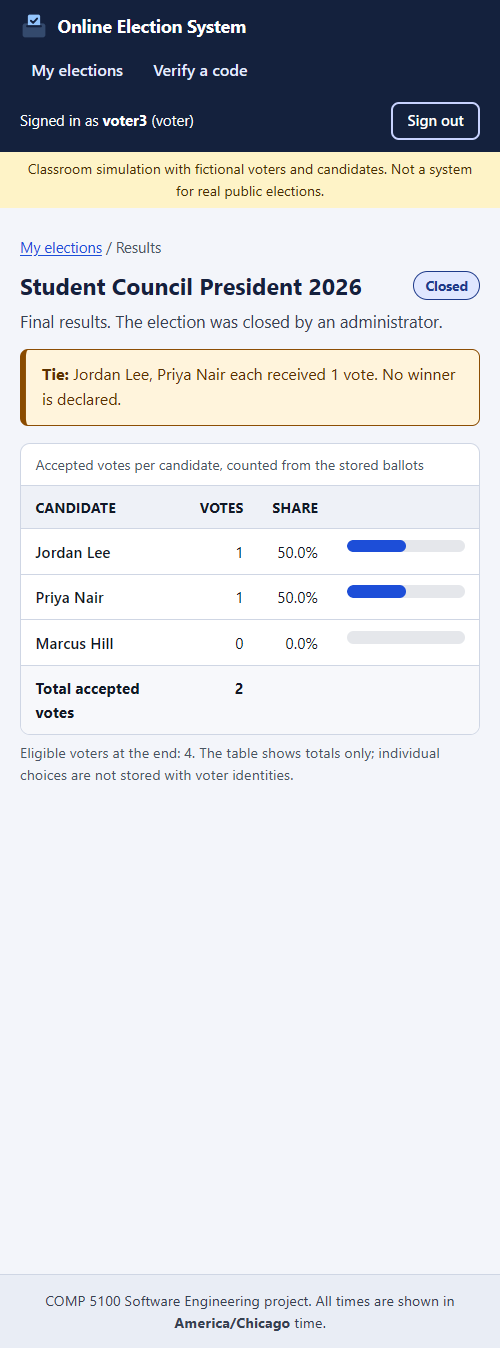 Online Election System
My elections Verify a code
Signed in as voter3 (voter) Sign out
Classroom simulation with fictional voters and candidates. Not a system
for real public elections.
My elections / Results
Student Council President 2026 Closed
Final results. The election was closed by an administrator.
Tie: Jordan Lee, Priya Nair each received 1 vote. No winner
is declared.
Accepted votes per candidate, counted from the stored ballots
CANDIDATE VOTES SHARE
Jordan Lee 1 50.0%
Priya Nair 1 50.0%
Marcus Hill 0 0.0%
Total accepted 2
votes
Eligible voters at the end: 4. The table shows totals only; individual
choices are not stored with voter identities.
COMP 5100 Software Engineering project. All times are shown in
America/Chicago time.